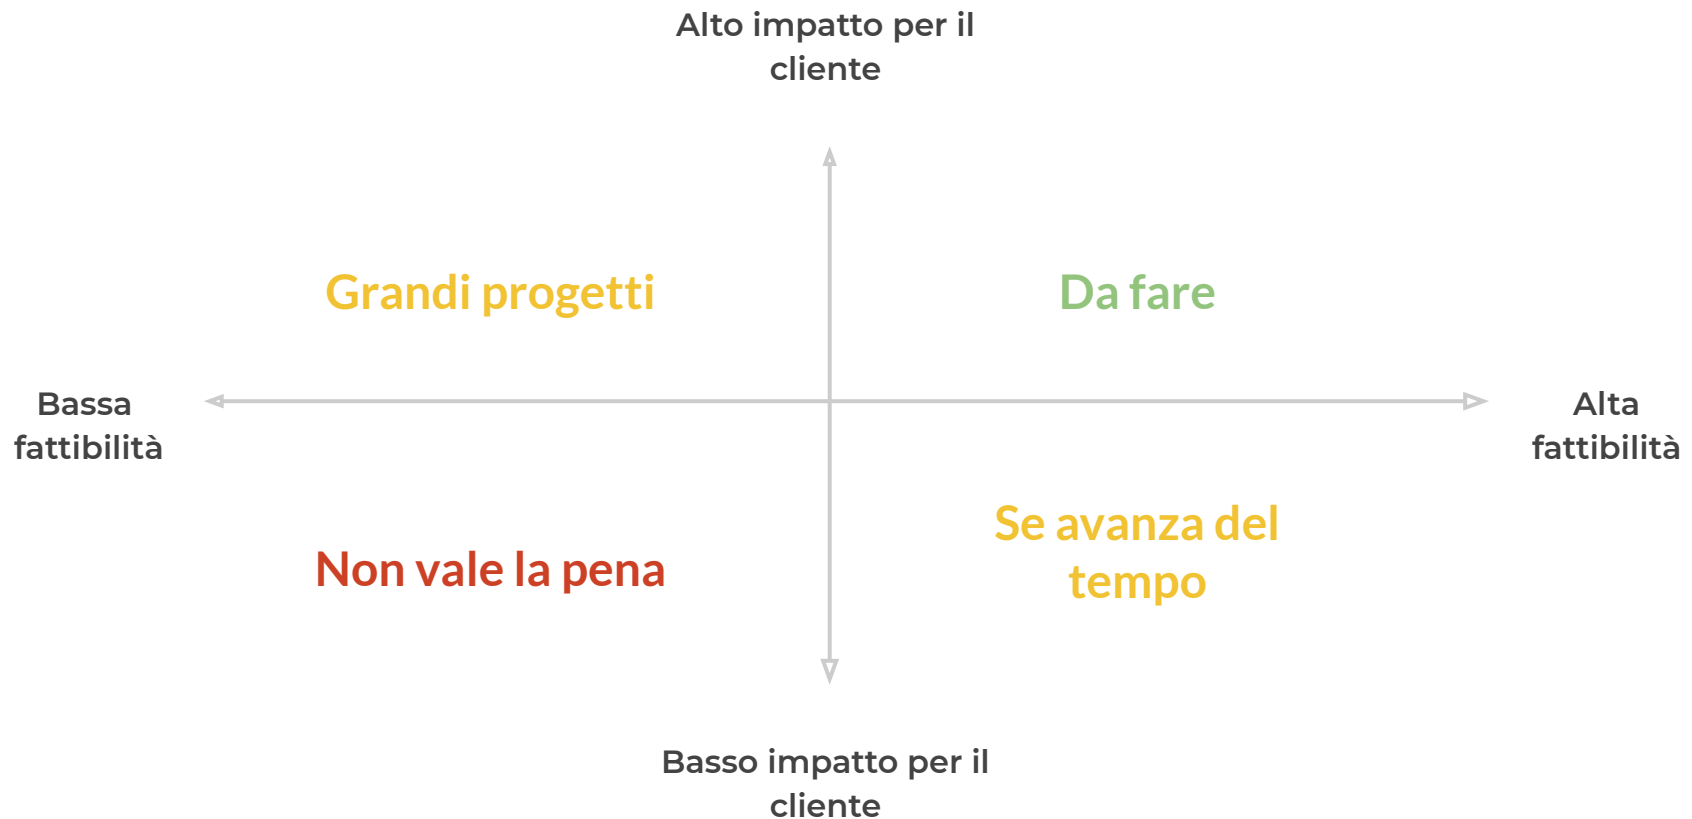 Alto impatto per il
cliente
Grandi progetti
Da fare
Bassa
fattibilità
Alta
fattibilità
Non vale la pena
Se avanza del
tempo
Basso impatto per il
cliente